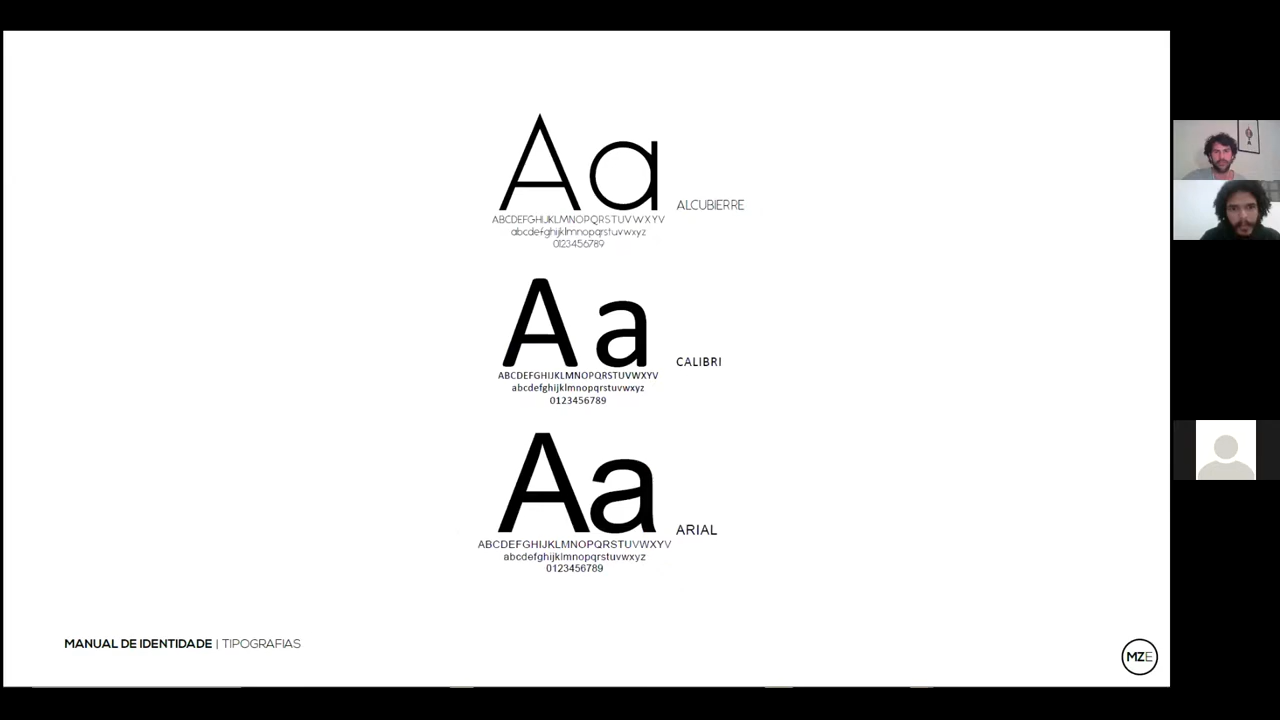 Aa
ALCUBIERRE
ABCDEFGHIJKLMNOPQRSTUVWXYV
abcdefghijklmnopqrstuvwxyz
0123456789
Aa
CALIBRI
ABCDEFGHIJKLMNOPQRSTUVWXYV
abcdefghijklmnopqrstuvwxyz
0123456789
Aa
ARIAL
ABCDEFGHIJKLMNOPQRSTUVWXYV
abcdefghijklmnopqrstuvwxyz
0123456789
MANUAL DE IDENTIDADE | TIPOGRAFIAS
MZE